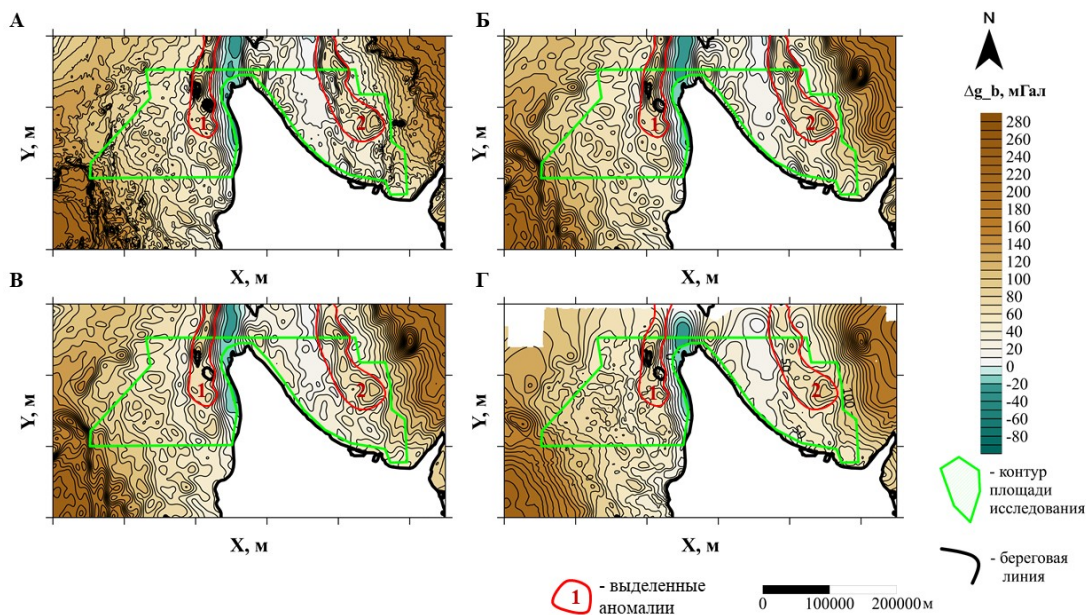 А
Б
N
Δg_b, мГал
280
260
240
220
200
180
160
140
120
100
80
60
40
20
0
-20
-40
-60
-80
Y, м
1
2
X, м
Y, м
1
2
X, м
В
Г
Y, м
1
2
X, м
Y, м
1
2
X, м
- контур
площади
исследования
- береговая
линия
1
- выделенные
аномалии
0 100000 200000 м